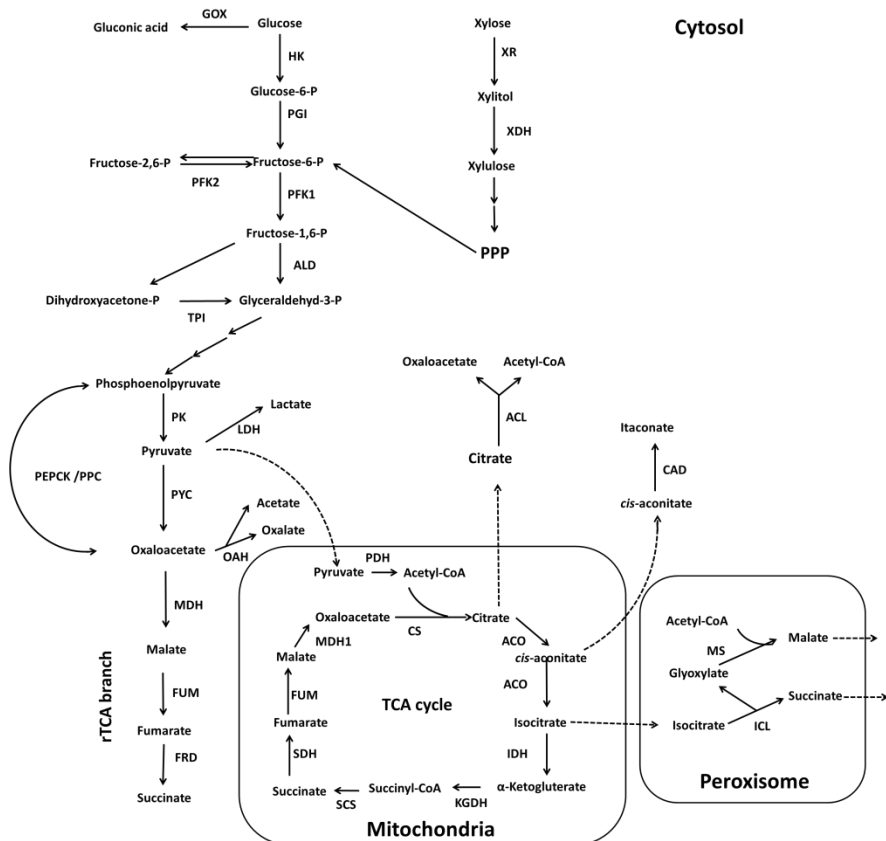 GOX
Gluconic acid
Glucose
Xylose
Cytosol
HK
XR
Glucose-6-P
Xylitol
PGI
XDH
Fructose-2,6-P
Fructose-6-P
Xylulose
PFK2
PFK1
Fructose-1,6-P
PPP
ALD
Dihydroxyacetone-P
Glyceraldehyd-3-P
TPI
Oxaloacetate
Acetyl-CoA
Phosphoenolpyruvate
Lactate
PK
LDH
ACL
Itaconate
Pyruvate
Citrate
PEPCK /PPC
CAD
PYC
Acetate
cis-aconitate
Oxalate
Oxaloacetate
OAH
PDH
Pyruvate
Acetyl-CoA
MDH
Oxaloacetate
Citrate
CS
Acetyl-CoA
Malate
MDH1
ACO
Malate
MS
Malate
cis-aconitate
Glyoxylate
rTCA branch
FUM
FUM
TCA cycle
ACO
Succinate
Fumarate
Fumarate
Isocitrate
Isocitrate
ICL
FRD
SDH
IDH
Succinate
Succinate
Succinyl-CoA
α-Ketogluterate
Peroxisome
SCS
KGDH
Mitochondria